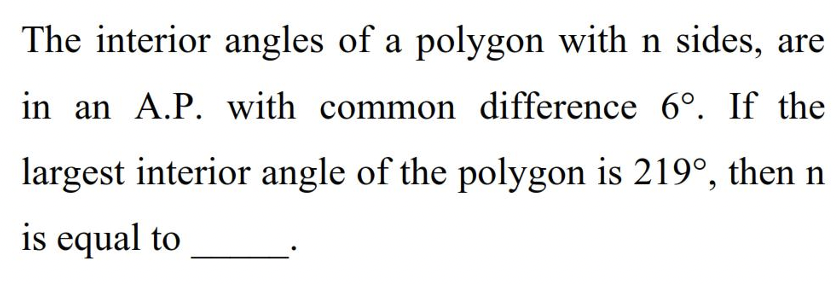 The interior angles of a polygon with n sides, are
in an A.P. with common difference 6°. If the
largest interior angle of the polygon is 219°, then n
is equal to _____.